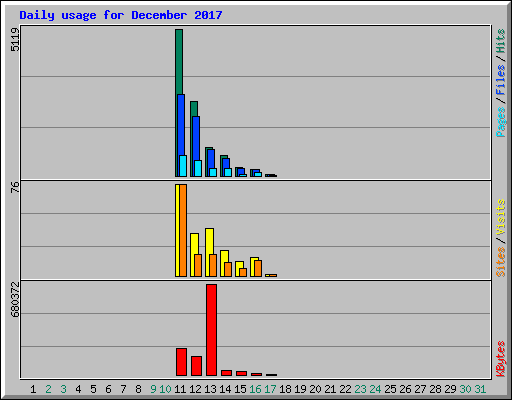 Daily usage for December 2017
5119
76
680372
Pages / Files / Hits
Sites / Visits
KBytes
1 2 3 4 5 6 7 8 9 10 11 12 13 14 15 16 17 18 19 20 21 22 23 24 25 26 27 28 29 30 31